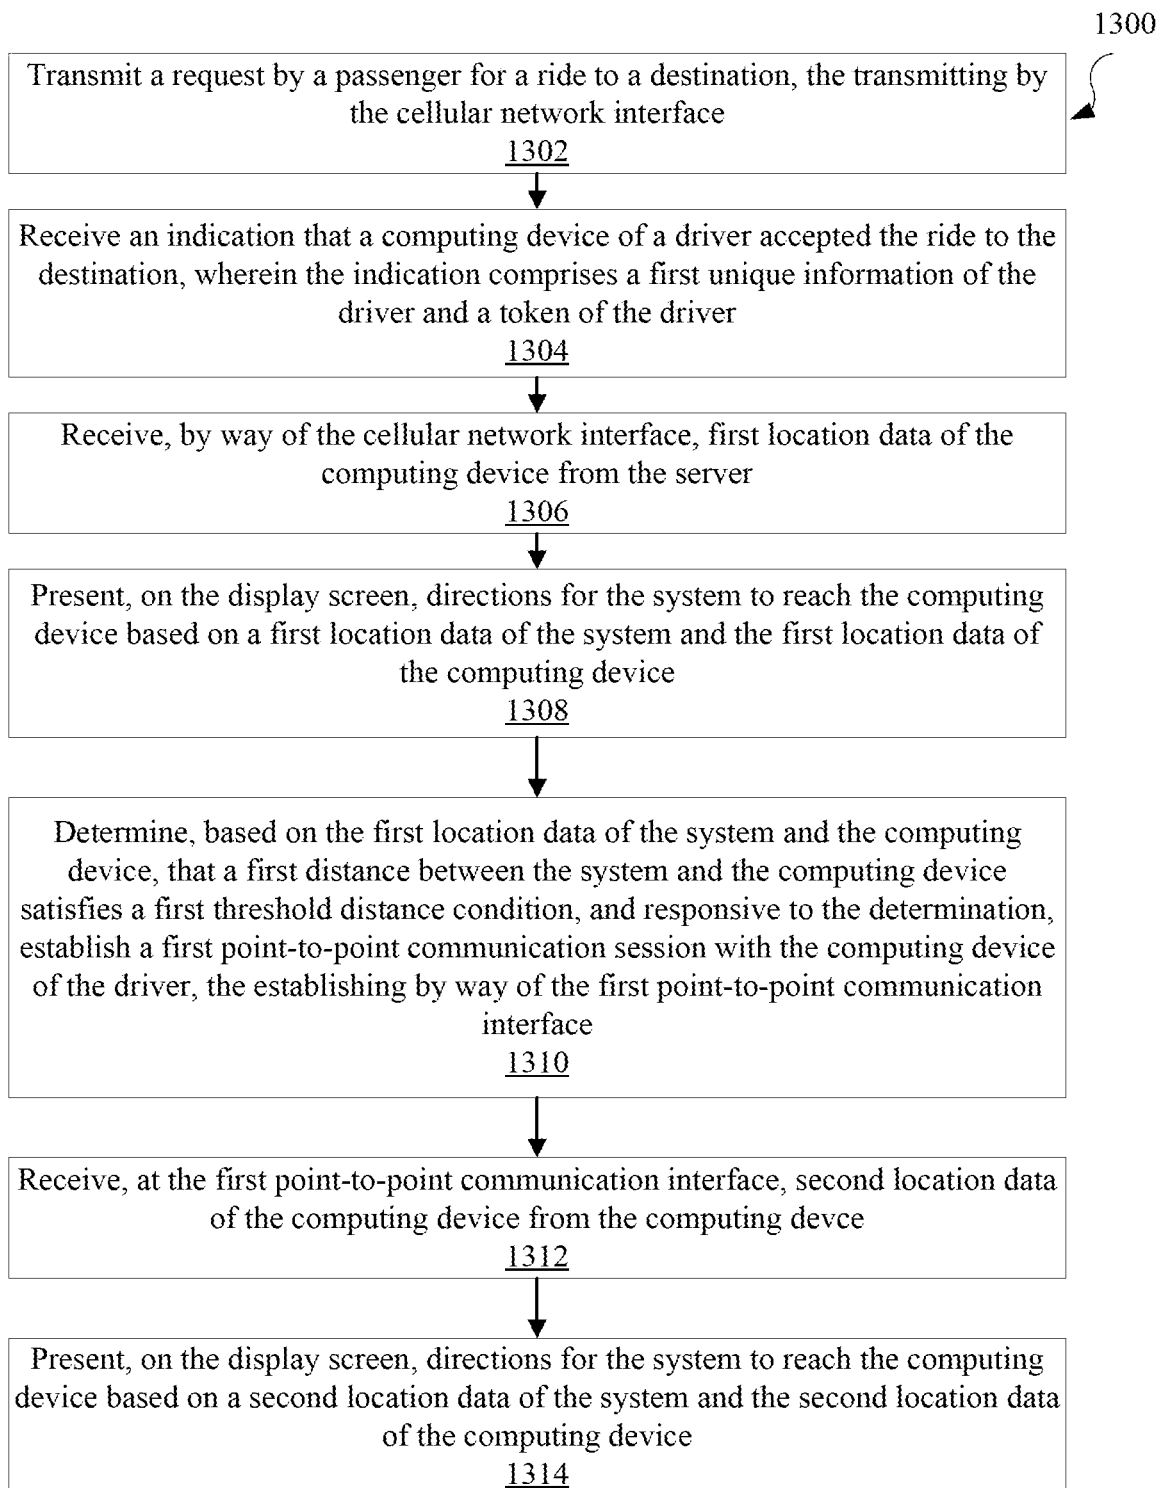 1300
Transmit a request by a passenger for a ride to a destination, the transmitting by
the cellular network interface
1302
Receive an indication that a computing device of a driver accepted the ride to the
destination, wherein the indication comprises a first unique information of the
driver and a token of the driver
1304
Receive, by way of the cellular network interface, first location data of the
computing device from the server
1306
Present, on the display screen, directions for the system to reach the computing
device based on a first location data of the system and the first location data of
the computing device
1308
Determine, based on the first location data of the system and the computing
device, that a first distance between the system and the computing device
satisfies a first threshold distance condition, and responsive to the determination,
establish a first point-to-point communication session with the computing device
of the driver, the establishing by way of the first point-to-point communication
interface
1310
Receive, at the first point-to-point communication interface, second location data
of the computing device from the computing devce
1312
Present, on the display screen, directions for the system to reach the computing
device based on a second location data of the system and the second location data
of the computing device
1314